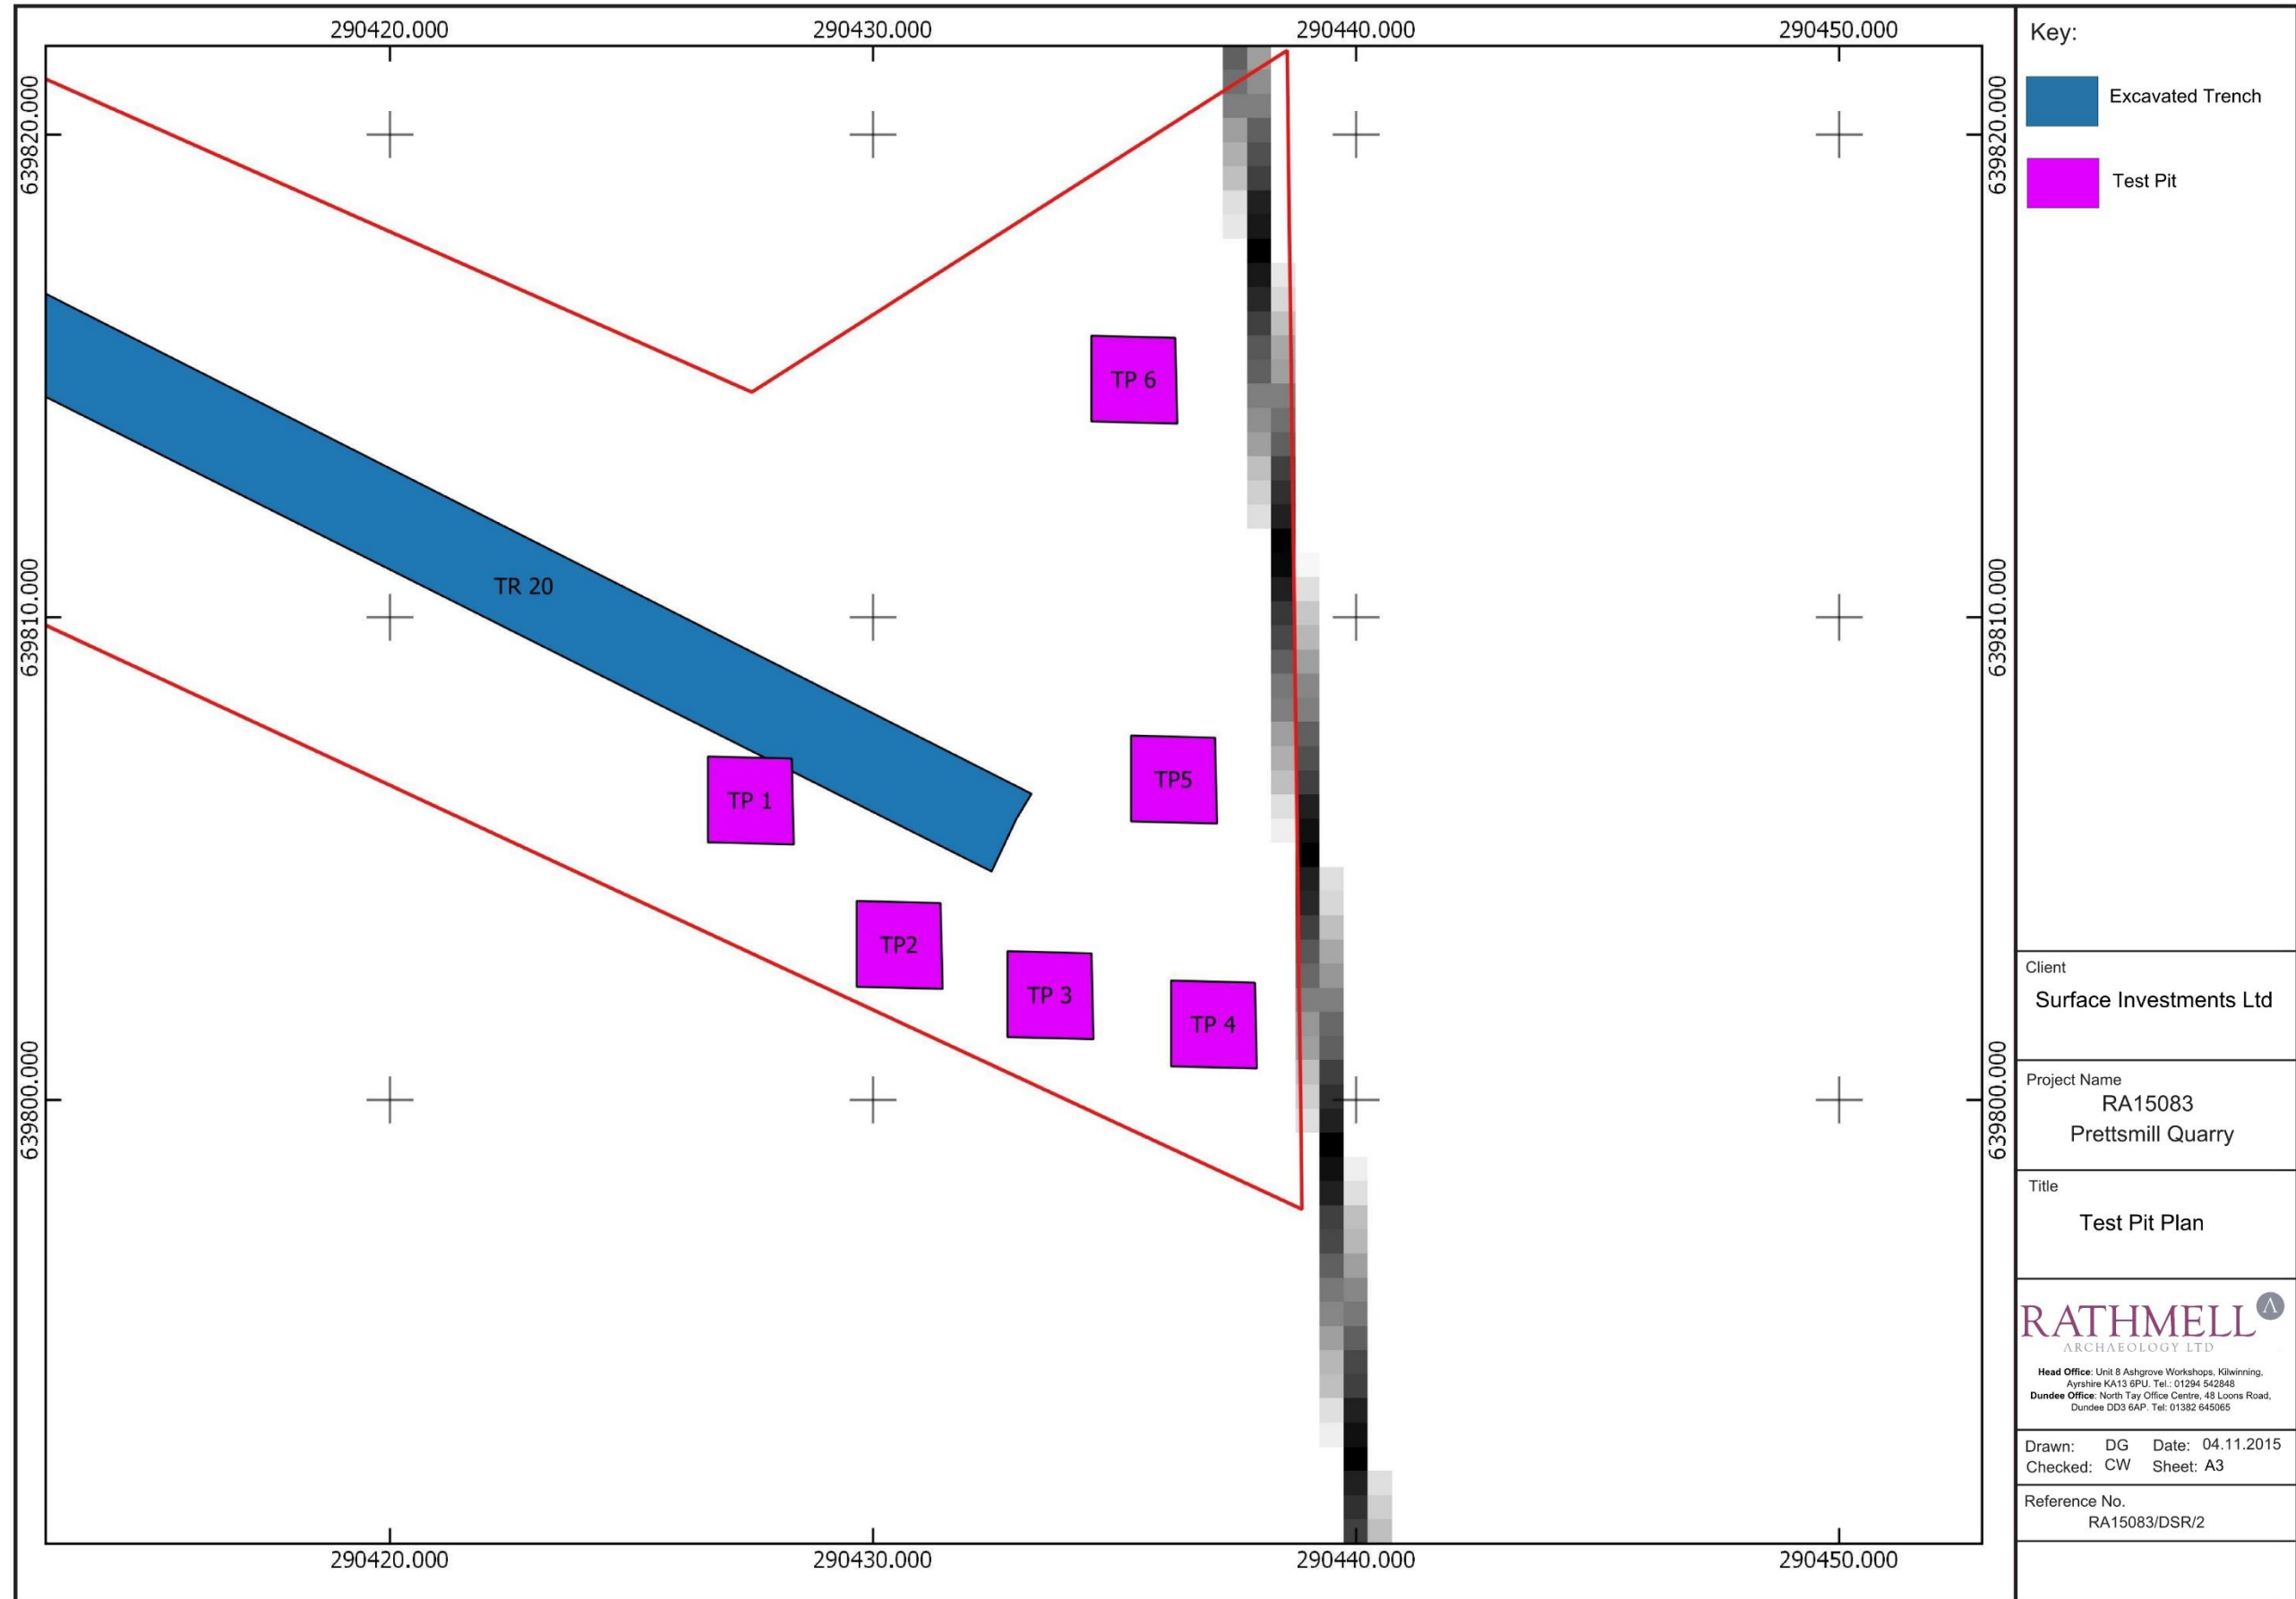 290420.000
290430.000
290440.000
290450.000
639820.000
639820.000
639810.000
639810.000
639800.000
639800.000
TP 6
TR 20
TP 1
TP5
TP2
TP 3
TP 4
290420.000
290430.000
290440.000
290450.000
Key:
Excavated Trench
Test Pit
Client
Surface Investments Ltd
Project Name
RA15083
Prettsmill Quarry
Title
Test Pit Plan
RATHMELL Λ
ΛRCHΛEOLOGY LTD
Head Office: Unit 8 Ashgrove Workshops, Kilwinning,
Ayrshire KA13 6PU. Tel.: 01294 542848
Dundee Office: North Tay Office Centre, 48 Loons Road,
Dundee DD3 6AP. Tel: 01382 645065
Drawn: DG Date: 04.11.2015
Checked: CW Sheet: A3
Reference No.
RA15083/DSR/2